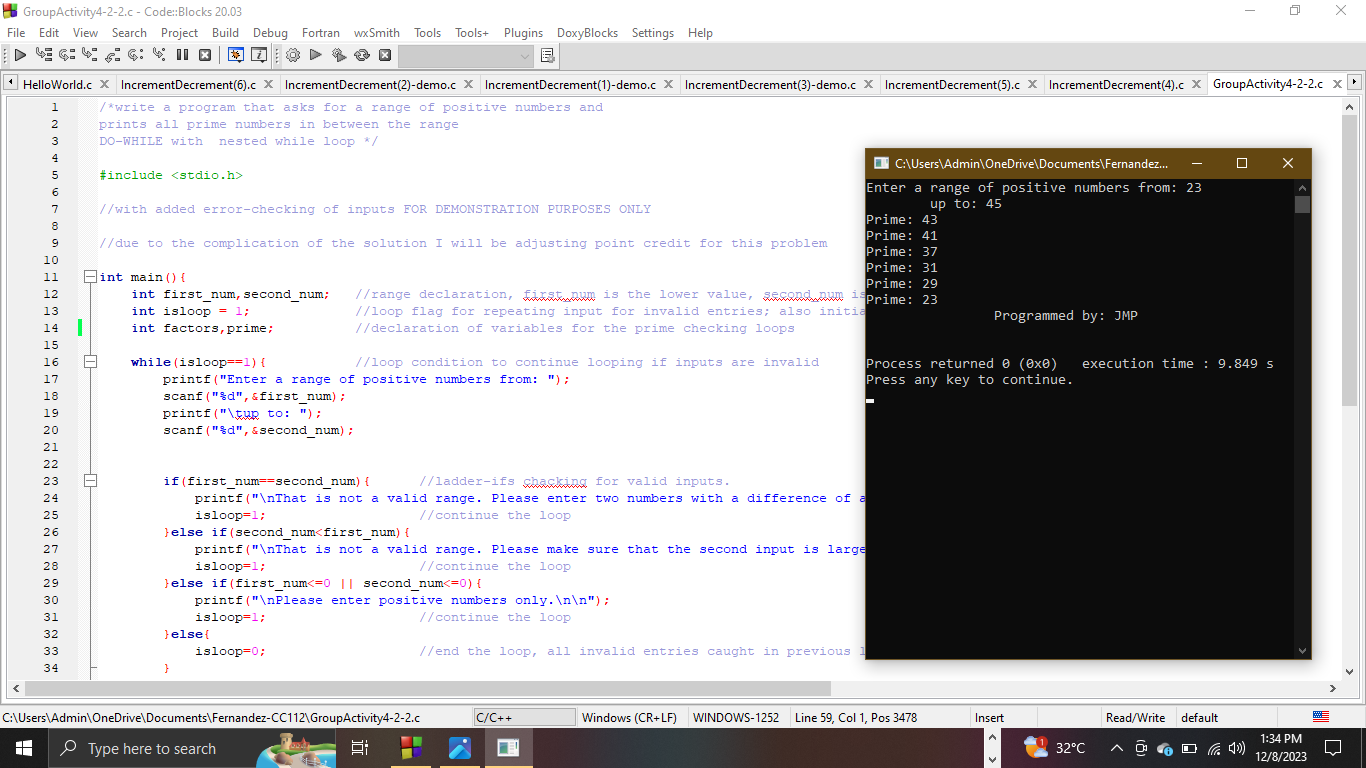 GroupActivity4-2-2.c - Code::Blocks 20.03
File Edit View Search Project Build Debug Fortran wxSmith Tools Tools+ Plugins DoxyBlocks Settings Help
HelloWorld.c IncrementDecrement(6).c IncrementDecrement(2)-demo.c IncrementDecrement(1)-demo.c IncrementDecrement(3)-demo.c IncrementDecrement(5).c IncrementDecrement(4).c GroupActivity4-2-2.c
1 /*write a program that asks for a range of positive numbers and
2 prints all prime numbers in between the range
3 DO-WHILE with  nested while loop */
4
5 #include <stdio.h>
6
7 //with added error-checking of inputs FOR DEMONSTRATION PURPOSES ONLY
8
9 //due to the complication of the solution I will be adjusting point credit for this problem
10
11 int main(){
12 int first_num,second_num; //range declaration, first_num is the lower value, second_num is
13 int isloop = 1; //loop flag for repeating input for invalid entries; also initia
14 int factors,prime; //declaration of variables for the prime checking loops
15
16 while(isloop==1){ //loop condition to continue looping if inputs are invalid
17 printf("Enter a range of positive numbers from: ");
18 scanf("%d",&first_num);
19 printf("\tup to: ");
20 scanf("%d",&second_num);
21
22
23 if(first_num==second_num){ //ladder-ifs chacking for valid inputs.
24 printf("\nThat is not a valid range. Please enter two numbers with a difference of a
25 isloop=1; //continue the loop
26 }else if(second_num<first_num){
27 printf("\nThat is not a valid range. Please make sure that the second input is large
28 isloop=1; //continue the loop
29 }else if(first_num<=0 || second_num<=0){
30 printf("\nPlease enter positive numbers only.\n\n");
31 isloop=1; //continue the loop
32 }else{
33 isloop=0; //end the loop, all invalid entries caught in previous l
34 }
C:\Users\Admin\OneDrive\Documents\Fernandez...
Enter a range of positive numbers from: 23
up to: 45
Prime: 43
Prime: 41
Prime: 37
Prime: 31
Prime: 29
Prime: 23
Programmed by: JMP
Process returned 0 (0x0)   execution time : 9.849 s
Press any key to continue.
C:\Users\Admin\OneDrive\Documents\Fernandez-CC112\GroupActivity4-2-2.c C/C++ Windows (CR+LF) WINDOWS-1252 Line 59, Col 1, Pos 3478 Insert Read/Write default
Type here to search
1
32°C
1:34 PM
12/8/2023